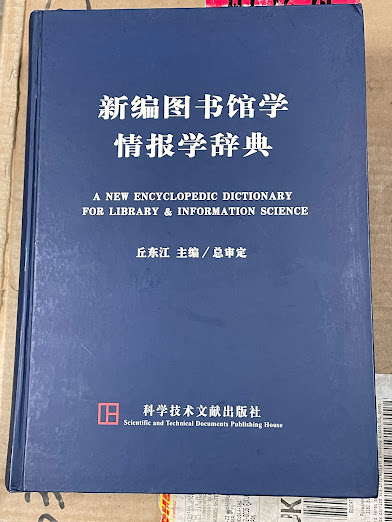 新编图书馆学
情报学辞典
A NEW ENCYCLOPEDIC DICTIONARY
FOR LIBRARY & INFORMATION SCIENCE
丘东江 主编/总审定
科学技术文献出版社
Scientific and Technical Documents Publishing House